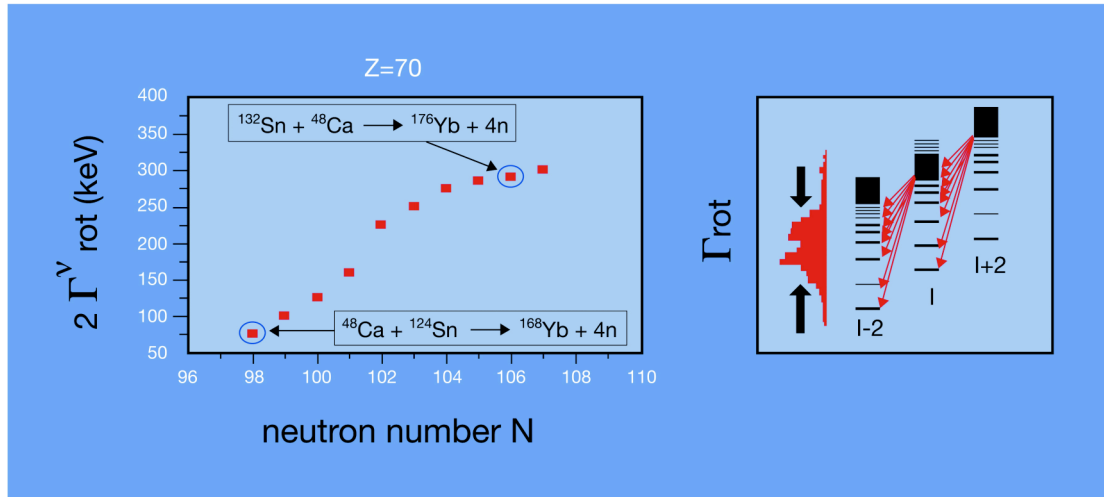 Z=70
400
350
300
250
200
150
100
50
2 Γ^ν rot (keV)
¹³²Sn + ⁴⁸Ca ⟶ ¹⁷⁶Yb + 4n
⁴⁸Ca + ¹²⁴Sn ⟶ ¹⁶⁸Yb + 4n
96 98 100 102 104 106 108 110
neutron number N
Γrot
I+2
I
I-2